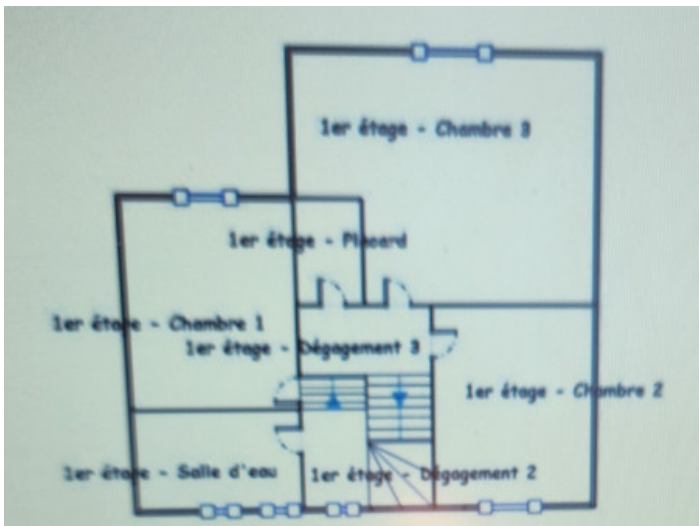 1er étage - Chambre 3
1er étage - Placard
1er étage - Chambre 1
1er étage - Dégagement 3
1er étage - Chambre 2
1er étage - Salle d'eau
1er étage - Dégagement 2